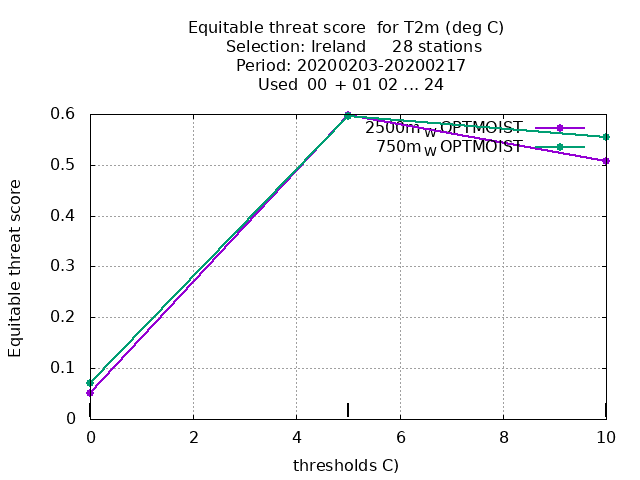 Equitable threat score for T2m (deg C)
Selection: Ireland 28 stations
Period: 20200203-20200217
Used 00 + 01 02 ... 24
0.6
0.5
0.4
0.3
0.2
0.1
0
Equitable threat score
2500m_W OPTMOIST
750m_W OPTMOIST
0 2 4 6 8 10
thresholds C)